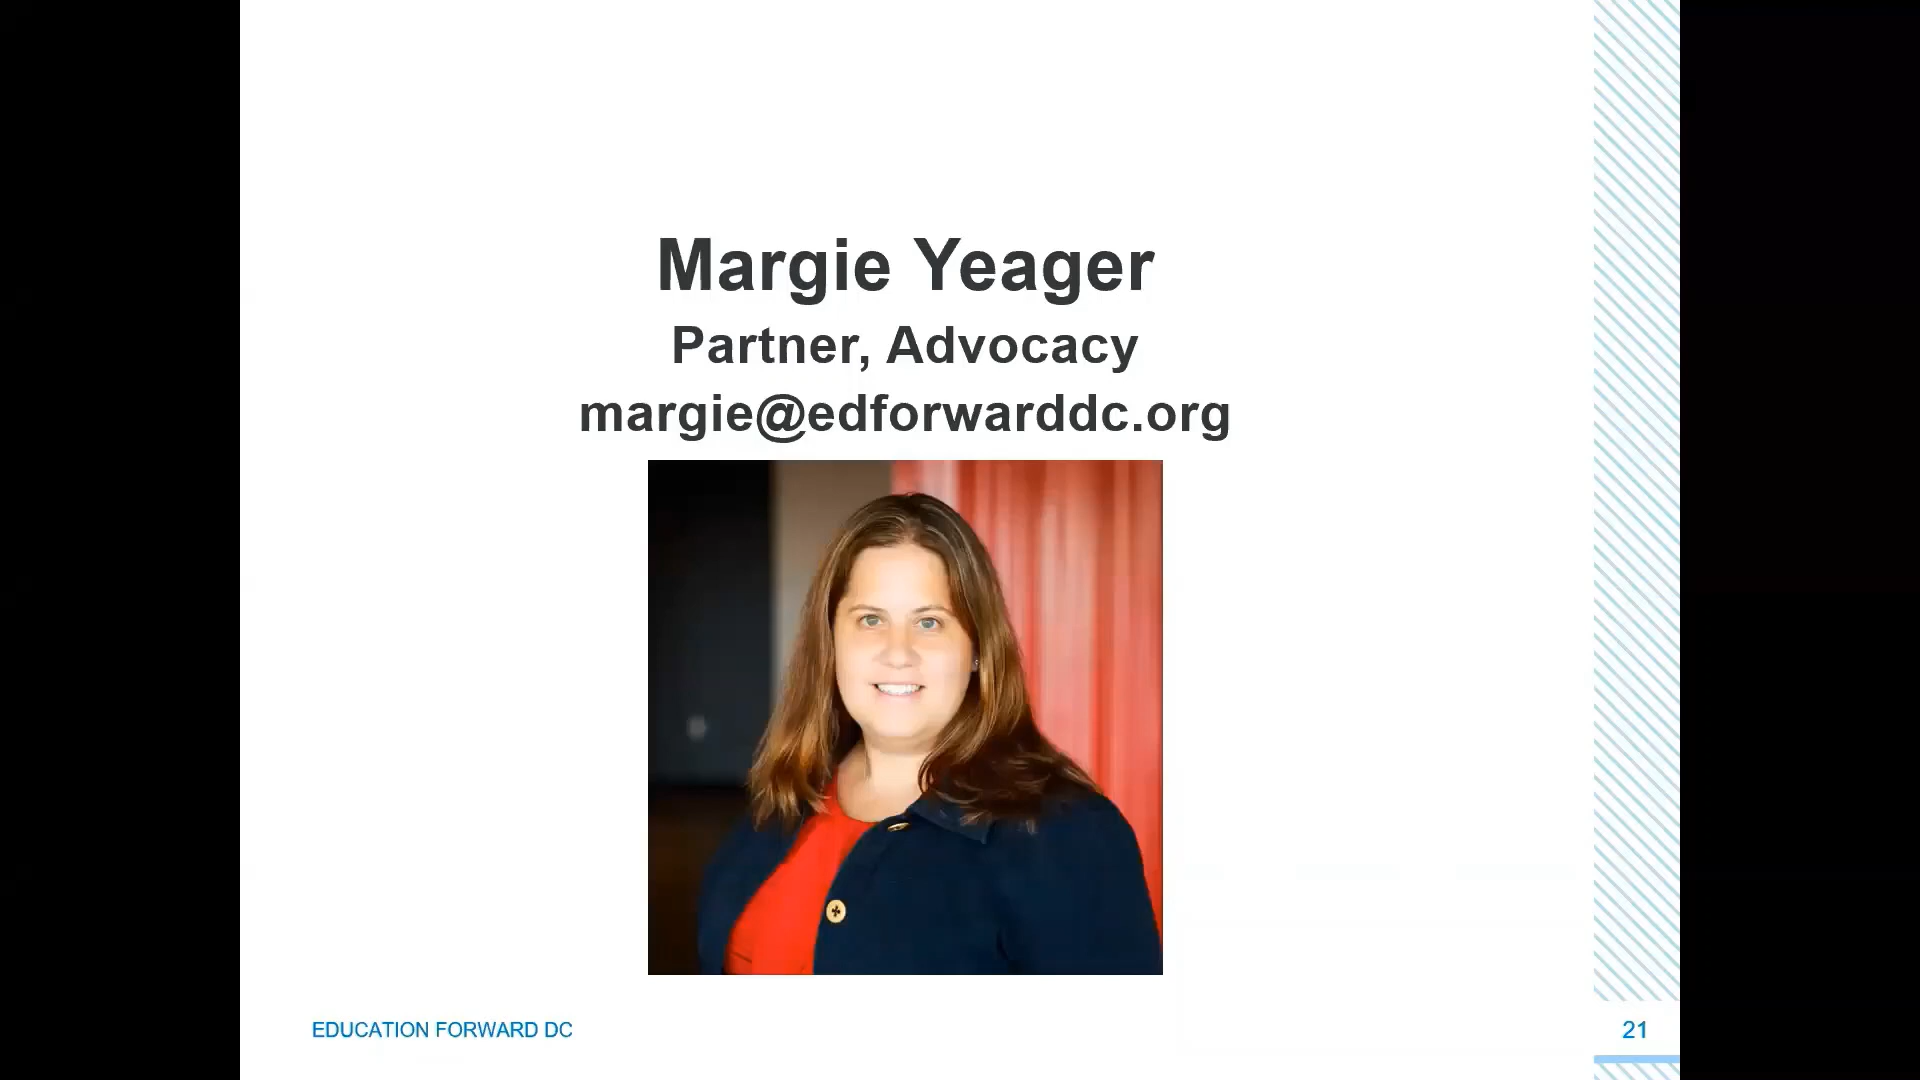 Margie Yeager
Partner, Advocacy
margie@edforwarddc.org
EDUCATION FORWARD DC
21